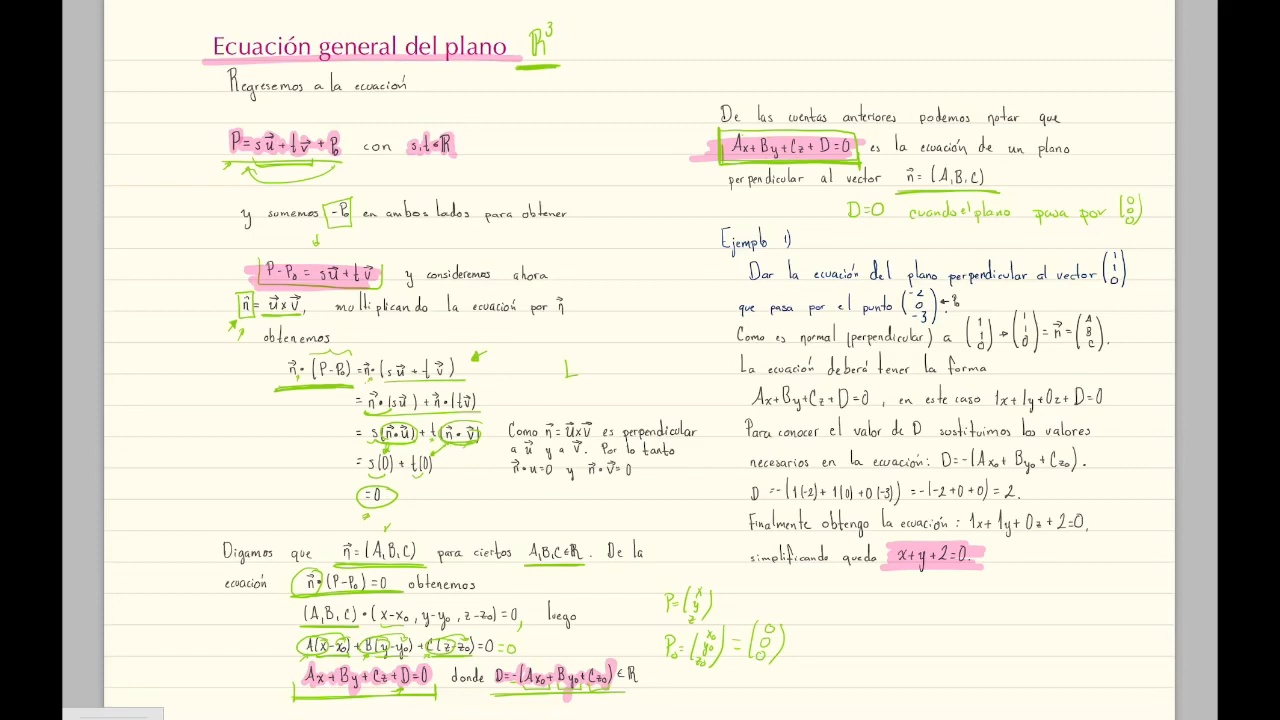 Ecuación general del plano ℝ³
Regresemos a la ecuación
P = su⃗ + tv⃗ + P₀ con s,t ∈ ℝ
y sumemos -P₀ en ambos lados para obtener
P - P₀ = su⃗ + tv⃗ y consideremos ahora
n⃗ = u⃗ x v⃗, multiplicando la ecuación por n⃗
obtenemos
n⃗ · (P-P₀) = n⃗ · (su⃗ + tv⃗)
= n⃗ · (su⃗) + n⃗ · (tv⃗)
= s(n⃗ · u⃗) + t(n⃗ · v⃗)
= s(0) + t(0)
= 0
Como n⃗ = u⃗ x v⃗ es perpendicular
a u⃗ y a v⃗. Por lo tanto
n⃗ · u = 0 y n⃗ · v⃗ = 0
L
Digamos que n⃗ = (A,B,C) para ciertos A,B,C ∈ ℝ. De la
ecuación n⃗ · (P-P₀) = 0 obtenemos
(A,B,C) · (x-x₀, y-y₀, z-z₀) = 0, luego
A(x-x₀) + B(y-y₀) + C(z-z₀) = 0 = 0
Ax + By + Cz + D = 0 donde D = -(Ax₀ + By₀ + Cz₀) ∈ ℝ
P = (x y z)
P₀ = (x₀ y₀ z₀) = (0 0 0)
De las cuentas anteriores podemos notar que
Ax + By + Cz + D = 0 es la ecuación de un plano
perpendicular al vector n⃗ = (A,B,C)
D=0 cuando el plano pasa por (0 0 0)
Ejemplo 1)
Dar la ecuación del plano perpendicular al vector (1 1 0)
que pasa por el punto (-2 0 -3) ← P₀
Como es normal (perpendicular) a (1 1 0) → (1 1 0) = n⃗ = (A B C).
La ecuación deberá tener la forma
Ax + By + Cz + D = 0, en este caso 1x + 1y + 0z + D = 0
Para conocer el valor de D sustituimos los valores
necesarios en la ecuación: D = -(Ax₀ + By₀ + Cz₀).
D = -(1(-2) + 1(0) + 0(-3)) = -(-2+0+0) = 2.
Finalmente obtengo la ecuación: 1x + 1y + 0z + 2 = 0,
simplificando queda x + y + 2 = 0.